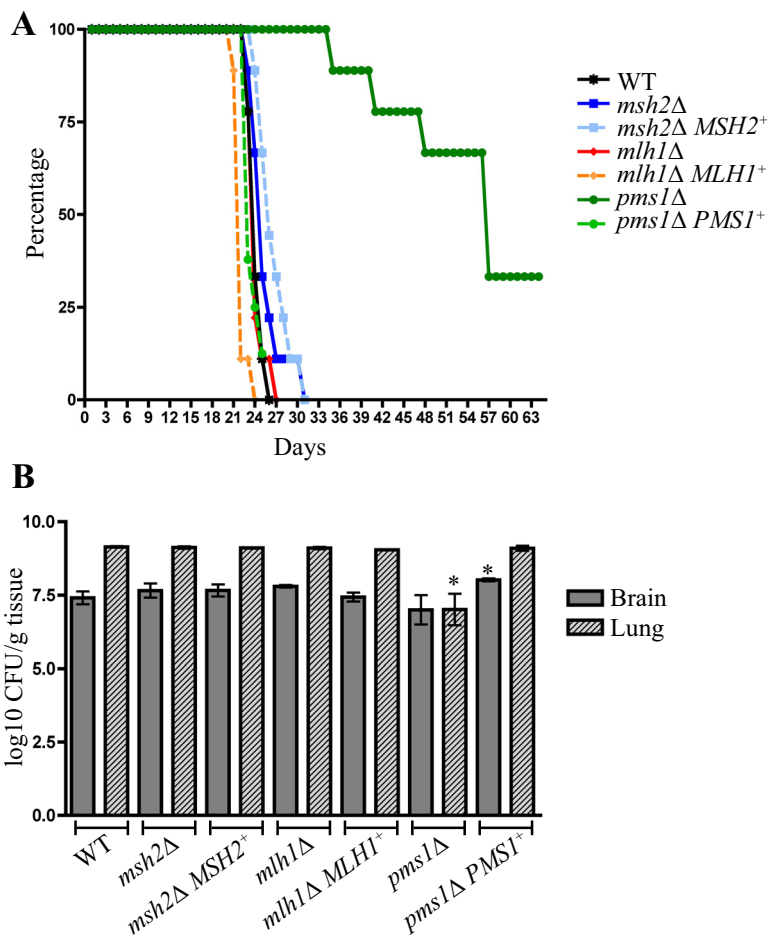 A
100
75
50
25
0
Percentage
0 3 6 9 12 15 18 21 24 27 30 33 36 39 42 45 48 51 54 57 60 63
Days
WT
msh2Δ
msh2Δ MSH2⁺
mlh1Δ
mlh1Δ MLH1⁺
pms1Δ
pms1Δ PMS1⁺
B
10.0
7.5
5.0
2.5
0.0
log10 CFU/g tissue
* *
Brain
Lung
WT
msh2Δ
msh2Δ MSH2⁺
mlh1Δ
mlh1Δ MLH1⁺
pms1Δ
pms1Δ PMS1⁺